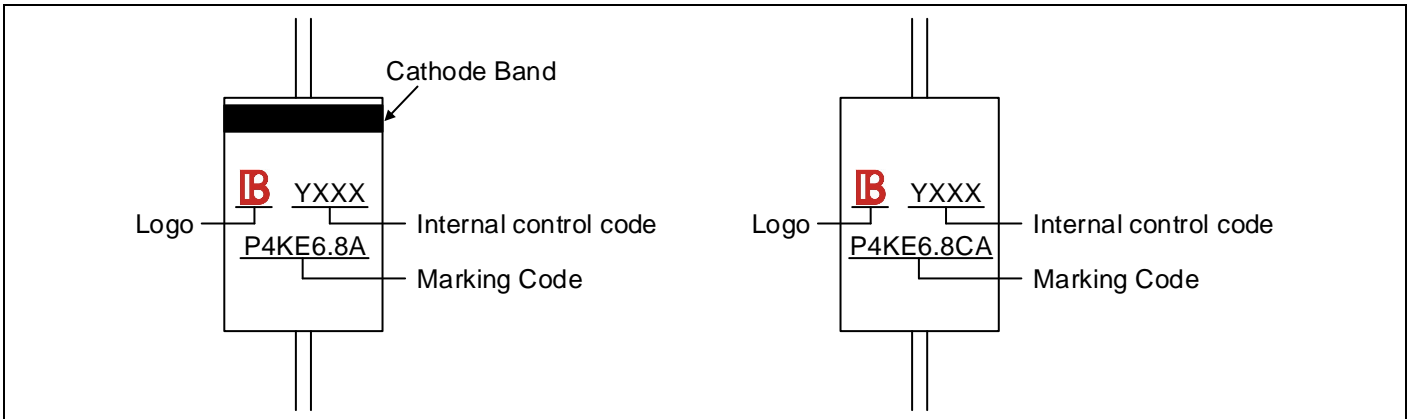 Cathode Band
B YXXX
Logo Internal control code
P4KE6.8A
Marking Code
B YXXX
Logo Internal control code
P4KE6.8CA
Marking Code